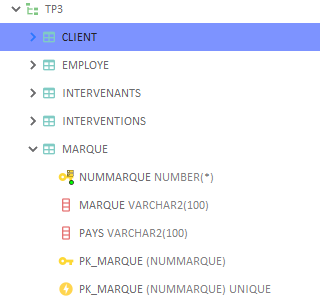 TP3
CLIENT
EMPLOYE
INTERVENANTS
INTERVENTIONS
MARQUE
NUMMARQUE NUMBER(*)
MARQUE VARCHAR2(100)
PAYS VARCHAR2(100)
PK_MARQUE (NUMMARQUE)
PK_MARQUE (NUMMARQUE) UNIQUE